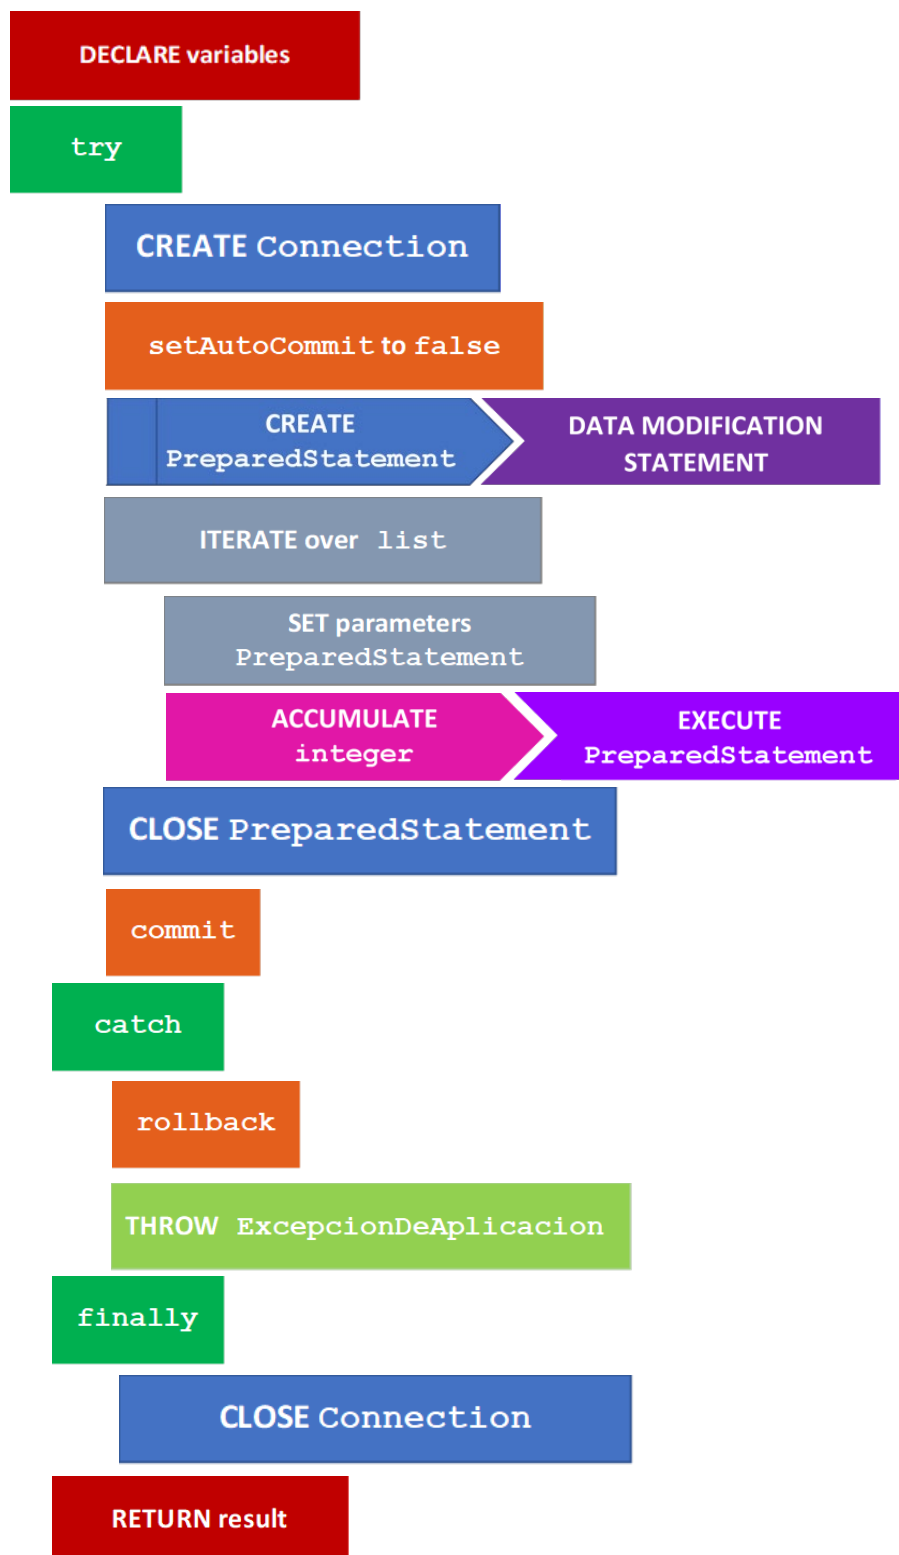 DECLARE variables
try
CREATE Connection
setAutoCommit to false
CREATE
PreparedStatement
DATA MODIFICATION
STATEMENT
ITERATE over list
SET parameters
PreparedStatement
ACCUMULATE
integer
EXECUTE
PreparedStatement
CLOSE PreparedStatement
commit
catch
rollback
THROW ExcepcionDeAplicacion
finally
CLOSE Connection
RETURN result